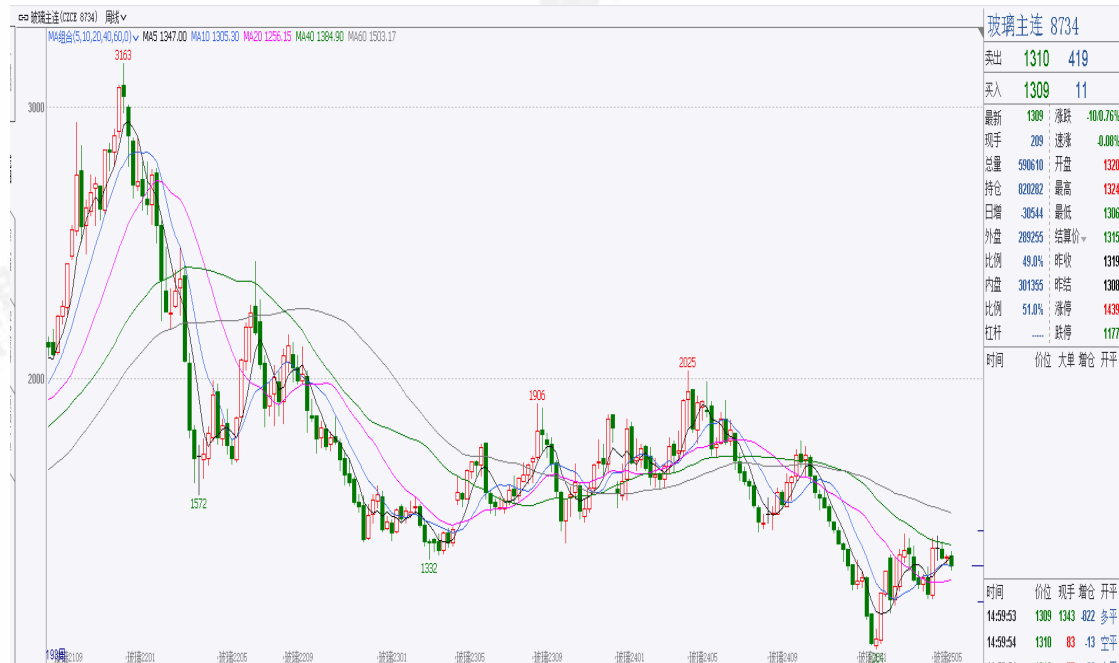 玻璃主连(CZCE 8734) 周线
MA组合(5,10,20,40,60,0) MA5 1347.00 MA10 1305.30 MA20 1256.15 MA40 1384.90 MA60 1503.17
3163
3000
2025
2000
1906
1572
1332
玻璃2109 玻璃2201 玻璃2205 玻璃2209 玻璃2301 玻璃2305 玻璃2309 玻璃2401 玻璃2405 玻璃2409 玻璃2505
玻璃主连 8734
卖出 1310 419
买入 1309 11
最新 1309 涨跌 -10/0.76%
现手 209 速涨 -0.08%
总量 590610 开盘 1320
持仓 820282 最高 1324
日增 -30544 最低 1306
外盘 289255 结算价 1315
比例 49.0% 昨收 1319
内盘 301355 昨结 1308
比例 51.0% 涨停 1439
杠杆 ..... 跌停 1177
时间 价位 大单 增仓 开平
时间 价位 现手 增仓 开平
14:59:53 1309 1343 -822 多平
14:59:54 1310 83 -13 空平